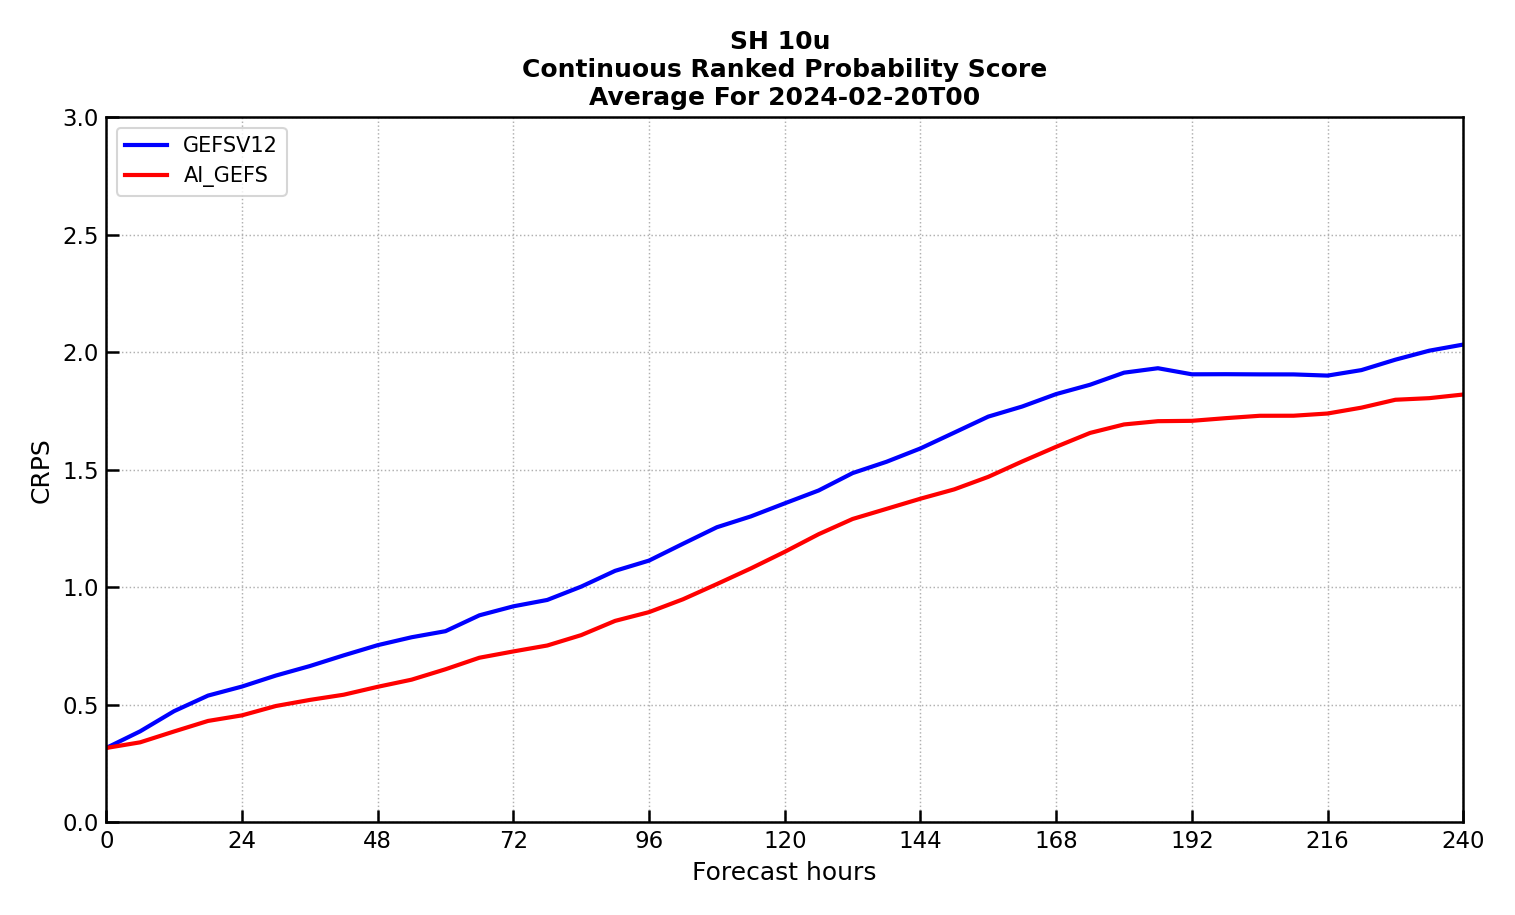 SH 10u
Continuous Ranked Probability Score
Average For 2024-02-20T00
GEFSV12
AI_GEFS
3.0
2.5
2.0
1.5
1.0
0.5
0.0
CRPS
0 24 48 72 96 120 144 168 192 216 240
Forecast hours